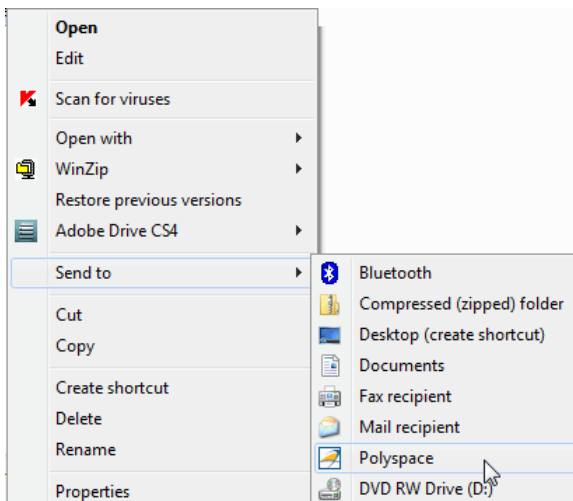 Open
Edit
Scan for viruses
Open with
WinZip
Restore previous versions
Adobe Drive CS4
Send to
Cut
Copy
Create shortcut
Delete
Rename
Properties
Bluetooth
Compressed (zipped) folder
Desktop (create shortcut)
Documents
Fax recipient
Mail recipient
Polyspace
DVD RW Drive (D:)